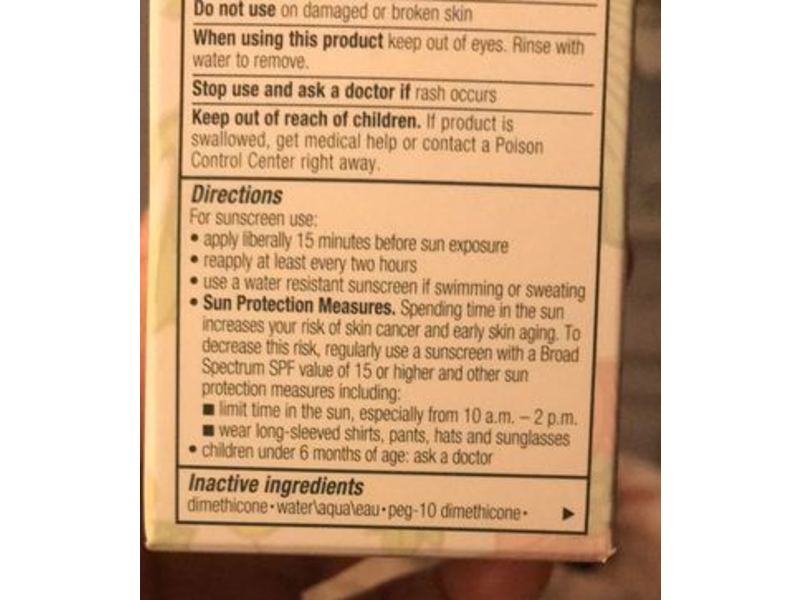 Do not use on damaged or broken skin
When using this product keep out of eyes. Rinse with
water to remove.
Stop use and ask a doctor if rash occurs
Keep out of reach of children. If product is
swallowed, get medical help or contact a Poison
Control Center right away.
Directions
For sunscreen use:
• apply liberally 15 minutes before sun exposure
• reapply at least every two hours
• use a water resistant sunscreen if swimming or sweating
• Sun Protection Measures. Spending time in the sun
increases your risk of skin cancer and early skin aging. To
decrease this risk, regularly use a sunscreen with a Broad
Spectrum SPF value of 15 or higher and other sun
protection measures including:
■ limit time in the sun, especially from 10 a.m. – 2 p.m.
■ wear long-sleeved shirts, pants, hats and sunglasses
• children under 6 months of age: ask a doctor
Inactive ingredients
dimethicone • water\aqua\eau • peg-10 dimethicone •